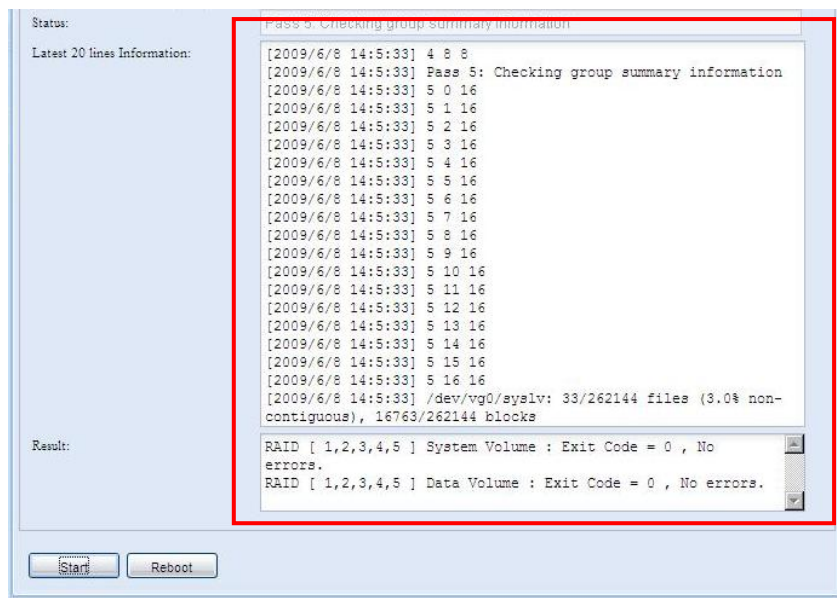 Status:
Pass 5: Checking group summary information
Latest 20 lines Information:
[2009/6/8 14:5:33] 4 8 8
[2009/6/8 14:5:33] Pass 5: Checking group summary information
[2009/6/8 14:5:33] 5 0 16
[2009/6/8 14:5:33] 5 1 16
[2009/6/8 14:5:33] 5 2 16
[2009/6/8 14:5:33] 5 3 16
[2009/6/8 14:5:33] 5 4 16
[2009/6/8 14:5:33] 5 5 16
[2009/6/8 14:5:33] 5 6 16
[2009/6/8 14:5:33] 5 7 16
[2009/6/8 14:5:33] 5 8 16
[2009/6/8 14:5:33] 5 9 16
[2009/6/8 14:5:33] 5 10 16
[2009/6/8 14:5:33] 5 11 16
[2009/6/8 14:5:33] 5 12 16
[2009/6/8 14:5:33] 5 13 16
[2009/6/8 14:5:33] 5 14 16
[2009/6/8 14:5:33] 5 15 16
[2009/6/8 14:5:33] 5 16 16
[2009/6/8 14:5:33] /dev/vg0/syslv: 33/262144 files (3.0% non-
contiguous), 16763/262144 blocks
Result:
RAID [ 1,2,3,4,5 ] System Volume : Exit Code = 0 , No
errors.
RAID [ 1,2,3,4,5 ] Data Volume : Exit Code = 0 , No errors.
Start
Reboot